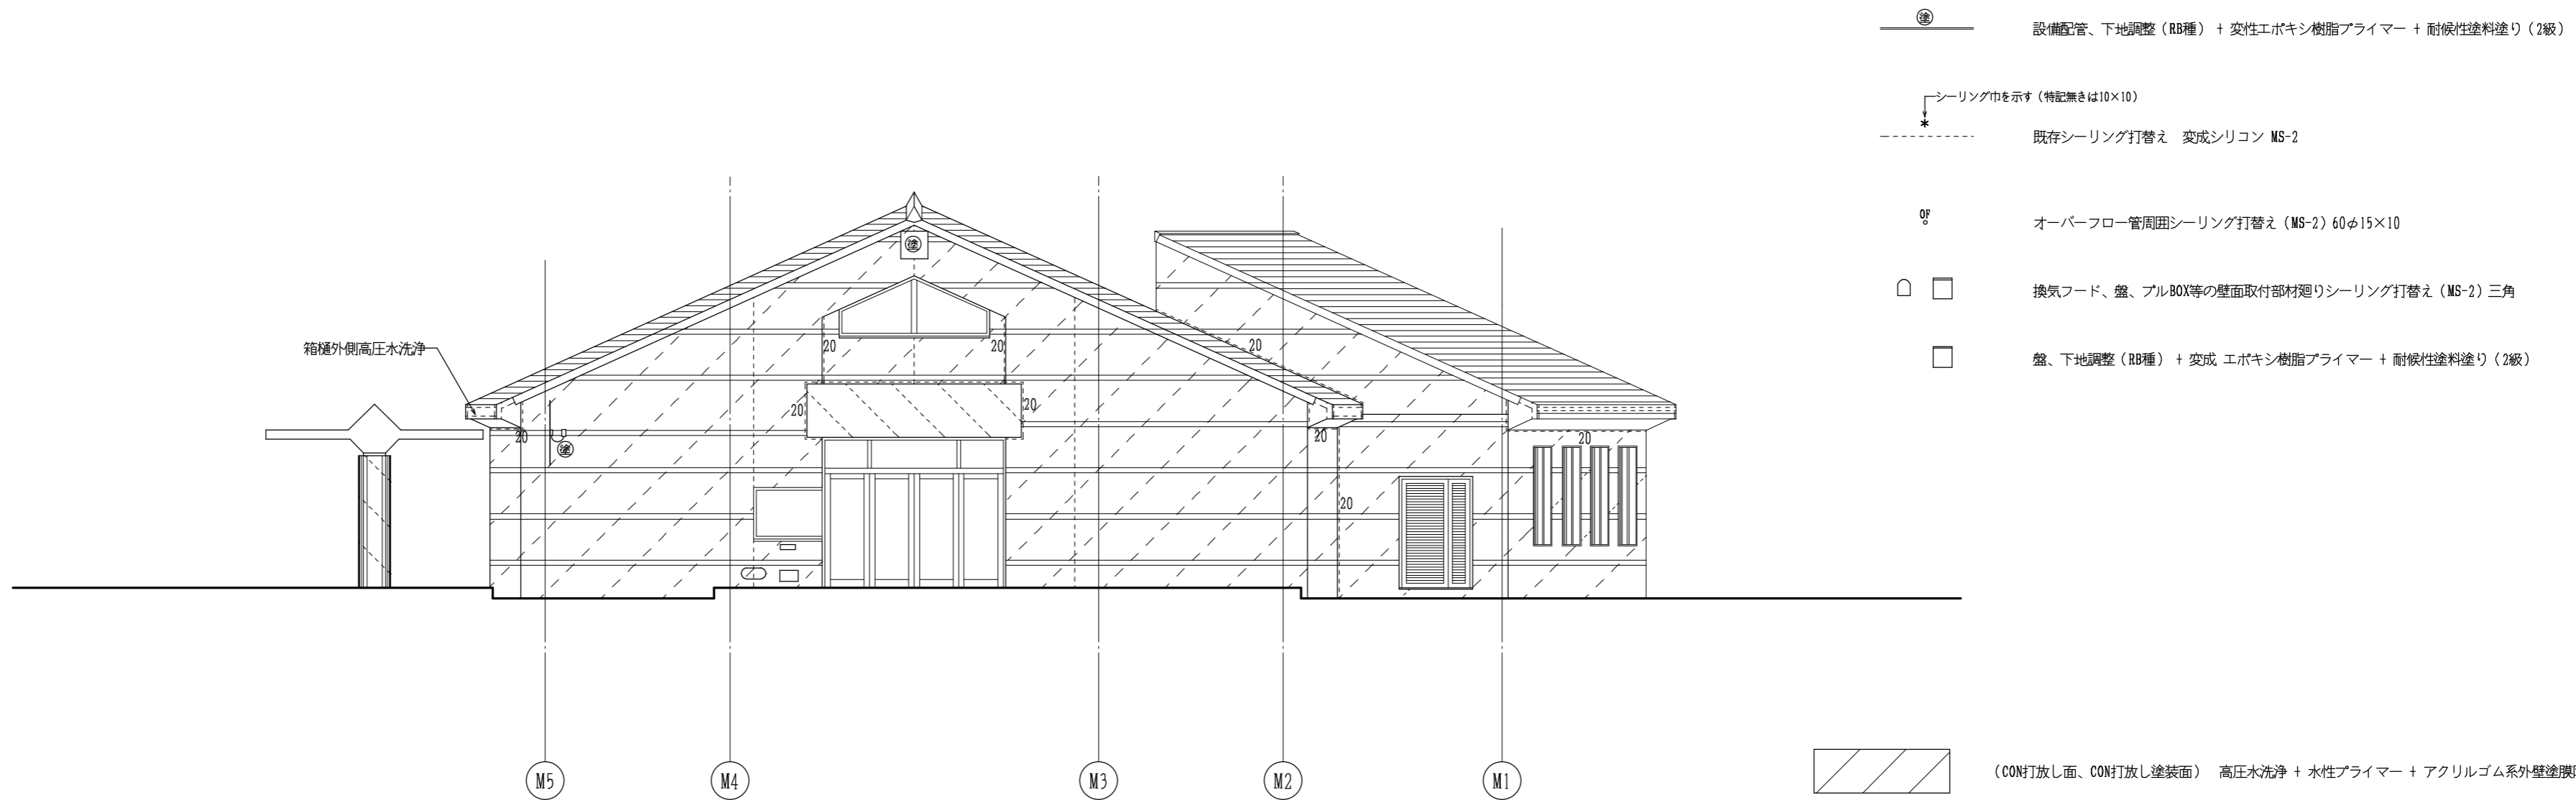 塗
設備配管、下地調整（RB種） + 変性エポキシ樹脂プライマー + 耐候性塗料塗り（2級）
シーリング巾を示す（特記無きは10×10）
*
既存シーリング打替え　変成シリコン MS-2
OF
オーバーフロー管周囲シーリング打替え（MS-2）60φ15×10
換気フード、盤、プルBOX等の壁面取付部材廻りシーリング打替え（MS-2）三角
盤、下地調整（RB種） + 変成 エポキシ樹脂プライマー + 耐候性塗料塗り（2級）
塗
箱樋外側高圧水洗浄
20
20
20
20
20
20
20
20
20
塗
20
M5
M4
M3
M2
M1
（CON打放し面、CON打放し塗装面）　高圧水洗浄 + 水性プライマー + アクリルゴム系外壁塗膜